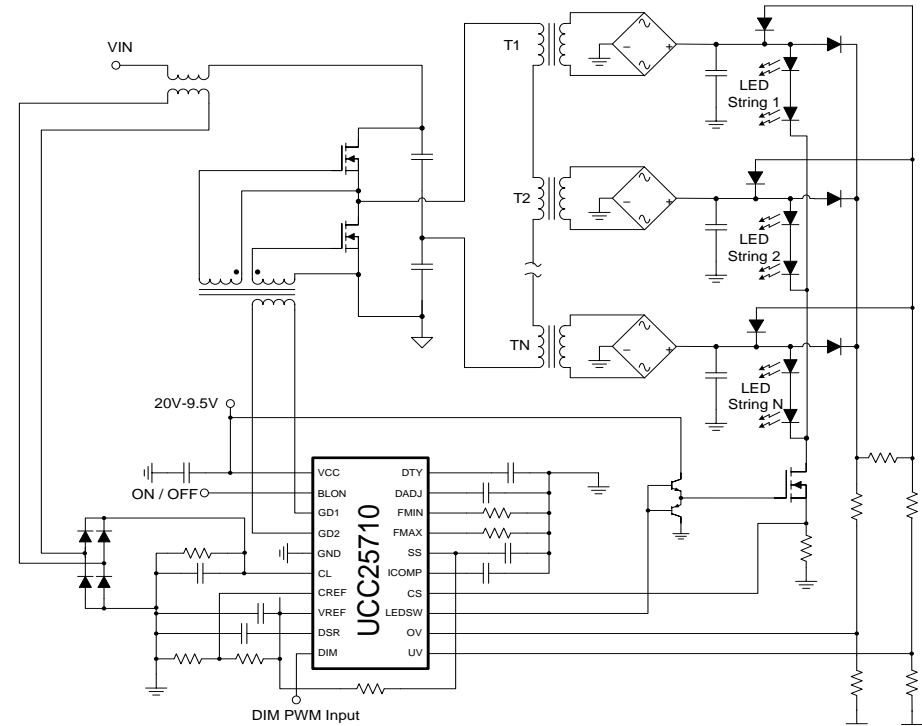 VIN
T1
−
+
LED
String 1
T2
−
+
LED
String 2
TN
−
+
LED
String N
20V-9.5V
ON / OFF
VCC
BLON
GD1
GD2
GND
CL
CREF
VREF
DSR
DIM
UCC25710
DTY
DADJ
FMIN
FMAX
SS
ICOMP
CS
LEDSW
OV
UV
DIM PWM Input